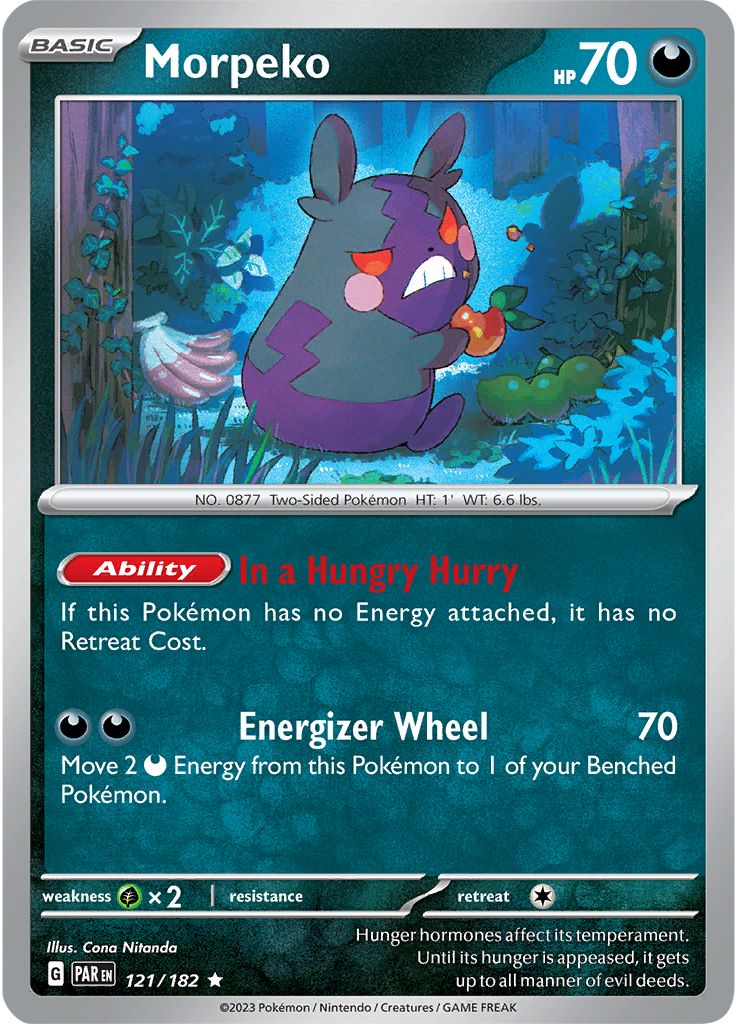 BASIC
Morpeko
HP 70
NO. 0877 Two-Sided Pokémon HT: 1' WT: 6.6 lbs.
Ability In a Hungry Hurry
If this Pokémon has no Energy attached, it has no
Retreat Cost.
Energizer Wheel 70
Move 2 Energy from this Pokémon to 1 of your Benched
Pokémon.
weakness ×2 resistance retreat
Illus. Cona Nitanda
G PAR EN 121/182 ★
Hunger hormones affect its temperament.
Until its hunger is appeased, it gets
up to all manner of evil deeds.
©2023 Pokémon / Nintendo / Creatures / GAME FREAK